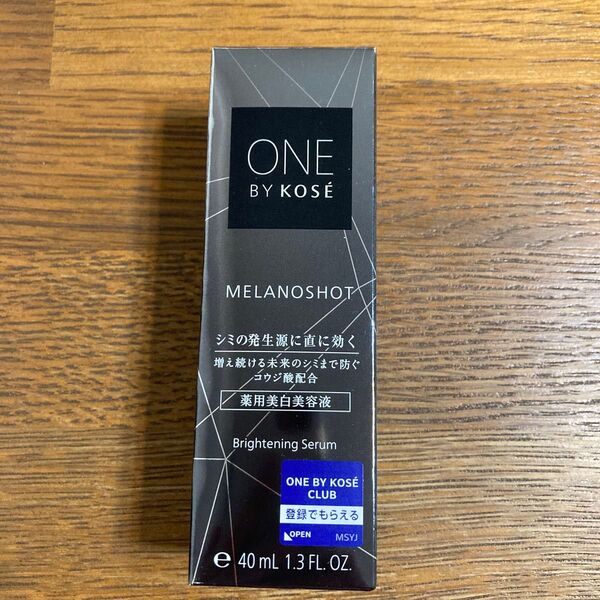 ONE
BY KOSÉ
MELANOSHOT
シミの発生源に直に効く
増え続ける未来のシミまで防ぐ
コウジ酸配合
薬用美白美容液
Brightening Serum
ONE BY KOSÉ
CLUB
登録でもらえる
OPEN MSYJ
℮ 40 mL 1.3 FL. OZ.